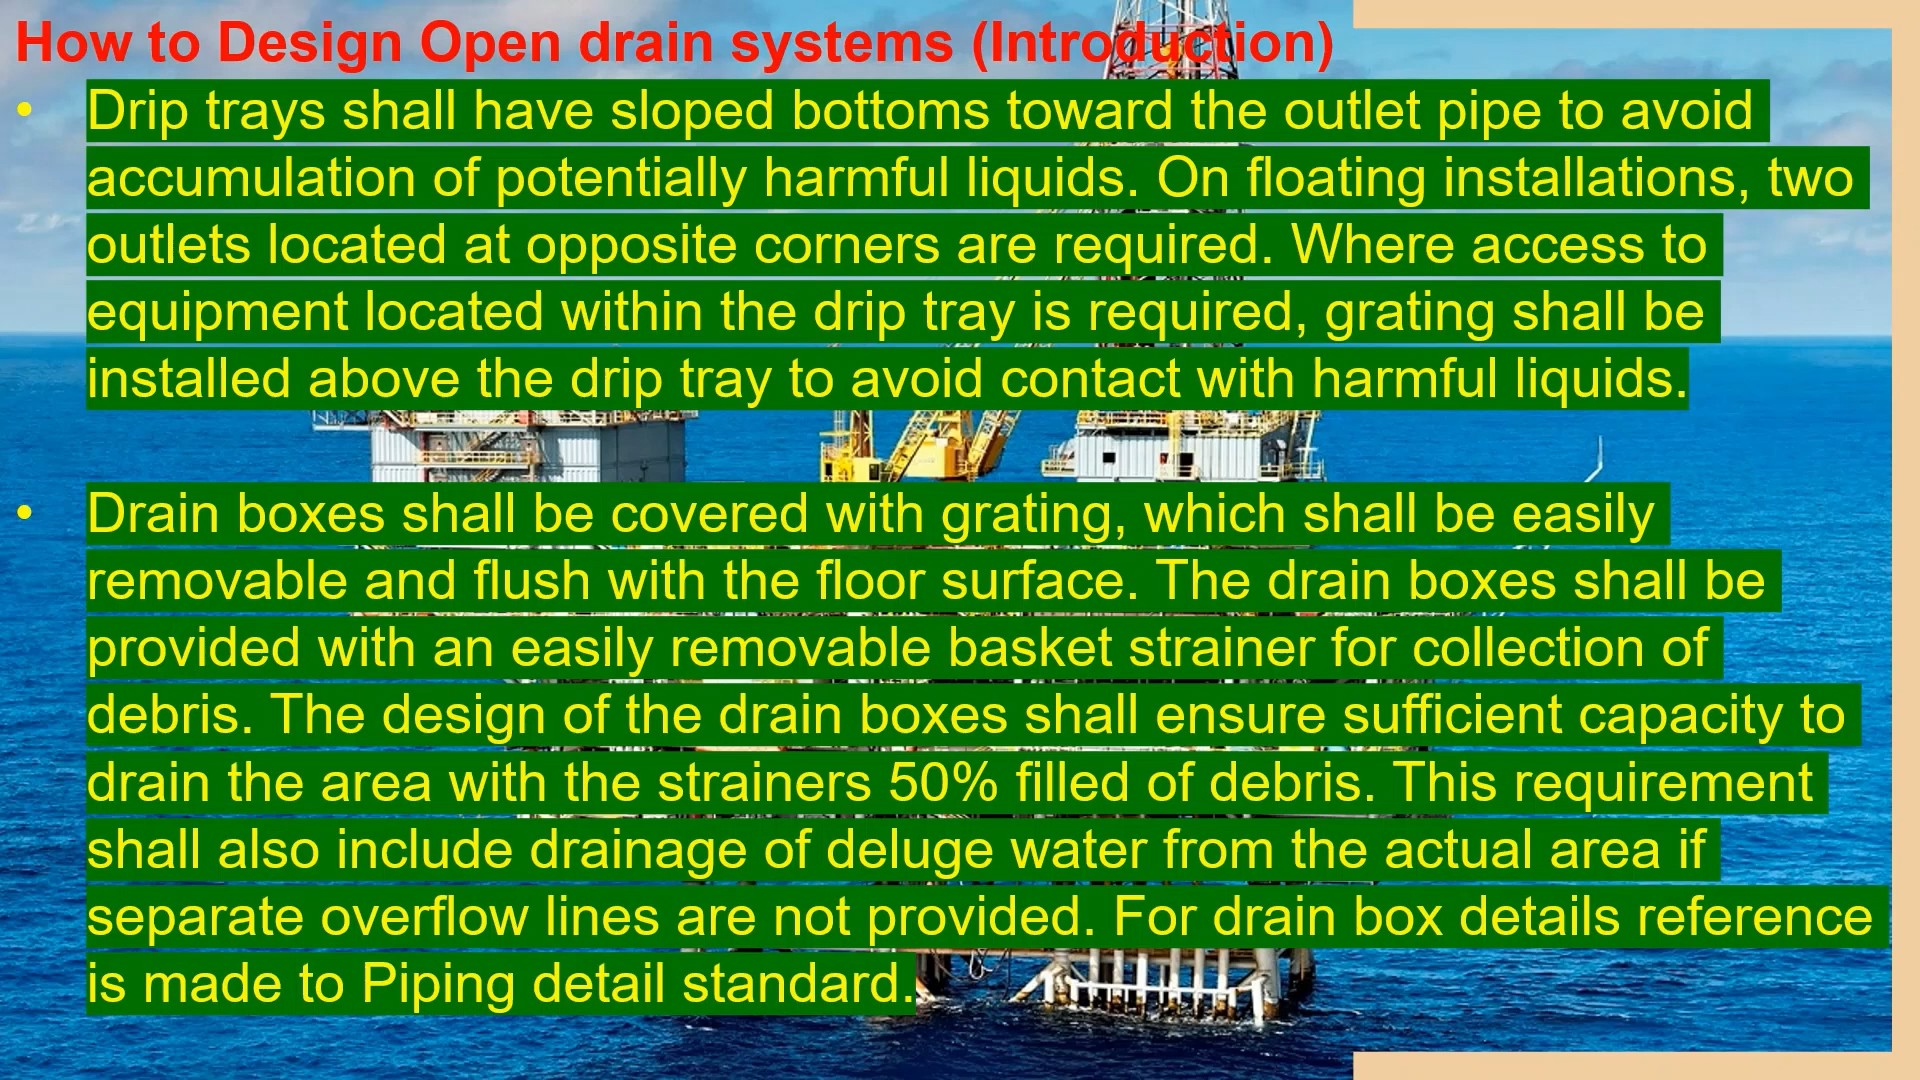 How to Design Open drain systems (Introduction)
• Drip trays shall have sloped bottoms toward the outlet pipe to avoid
accumulation of potentially harmful liquids. On floating installations, two
outlets located at opposite corners are required. Where access to
equipment located within the drip tray is required, grating shall be
installed above the drip tray to avoid contact with harmful liquids.
• Drain boxes shall be covered with grating, which shall be easily
removable and flush with the floor surface. The drain boxes shall be
provided with an easily removable basket strainer for collection of
debris. The design of the drain boxes shall ensure sufficient capacity to
drain the area with the strainers 50% filled of debris. This requirement
shall also include drainage of deluge water from the actual area if
separate overflow lines are not provided. For drain box details reference
is made to Piping detail standard.